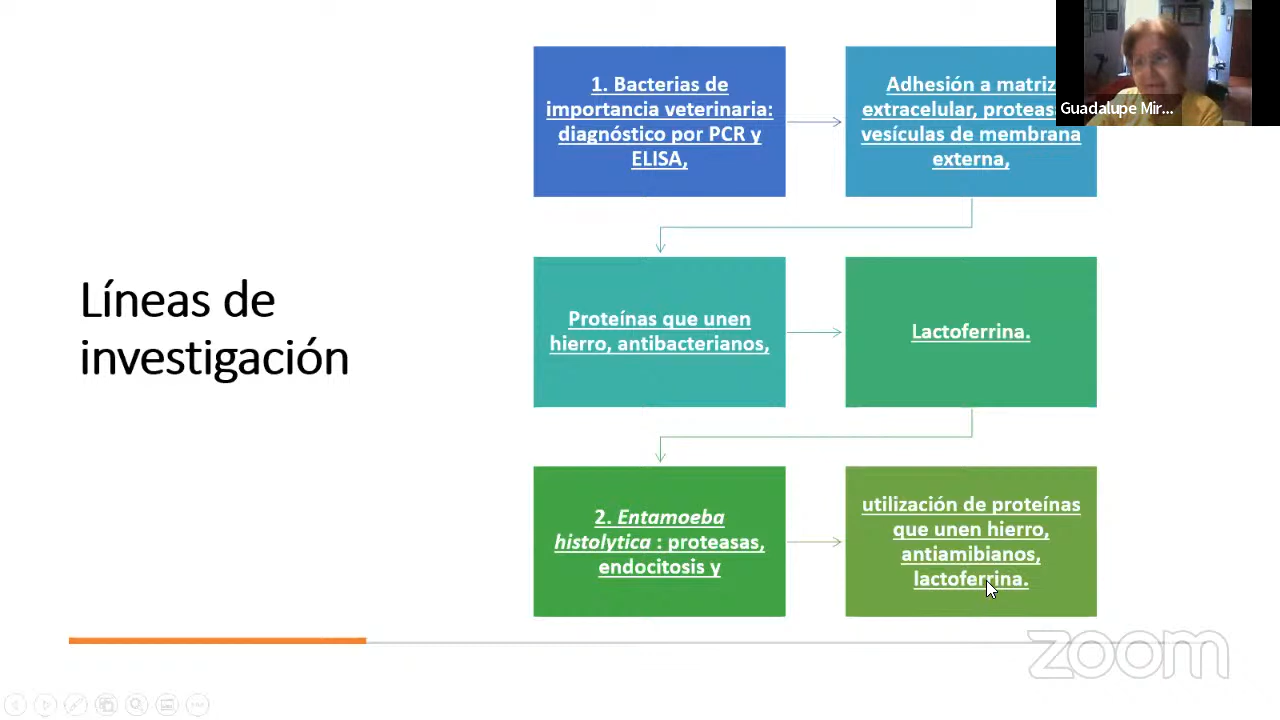 Líneas de
investigación
1. Bacterias de
importancia veterinaria:
diagnóstico por PCR y
ELISA,
Adhesión a matriz
extracelular, proteas
vesículas de membrana
externa,
Proteínas que unen
hierro, antibacterianos,
Lactoferrina.
2. Entamoeba
histolytica : proteasas,
endocitosis y
utilización de proteínas
que unen hierro,
antiamibianos,
lactoferrina.
Guadalupe Mir...
zoom